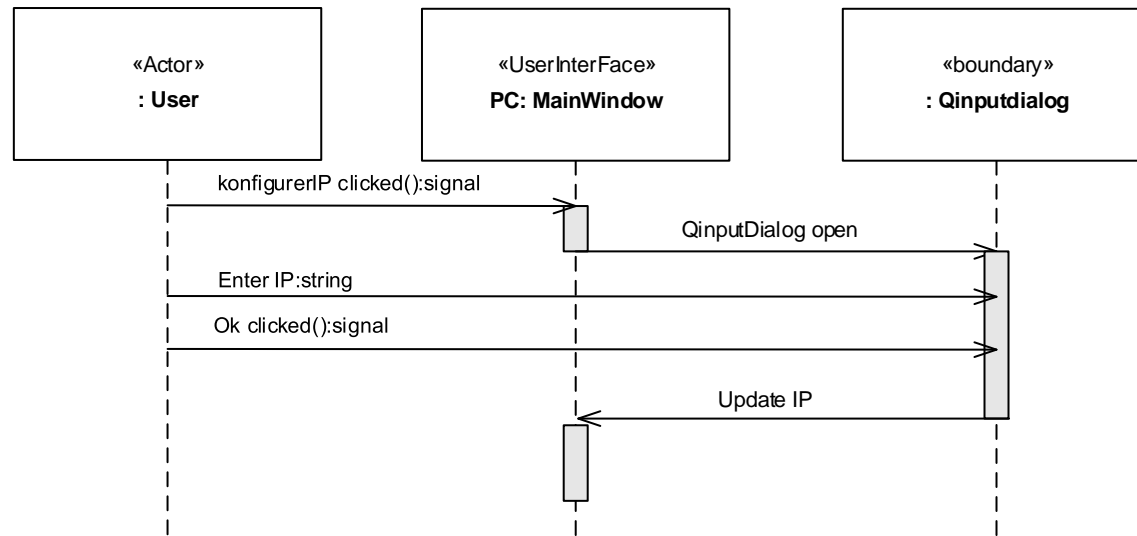 «Actor»
: User
«UserInterFace»
PC: MainWindow
«boundary»
: Qinputdialog
konfigurerIP clicked():signal
QinputDialog open
Enter IP:string
Ok clicked():signal
Update IP